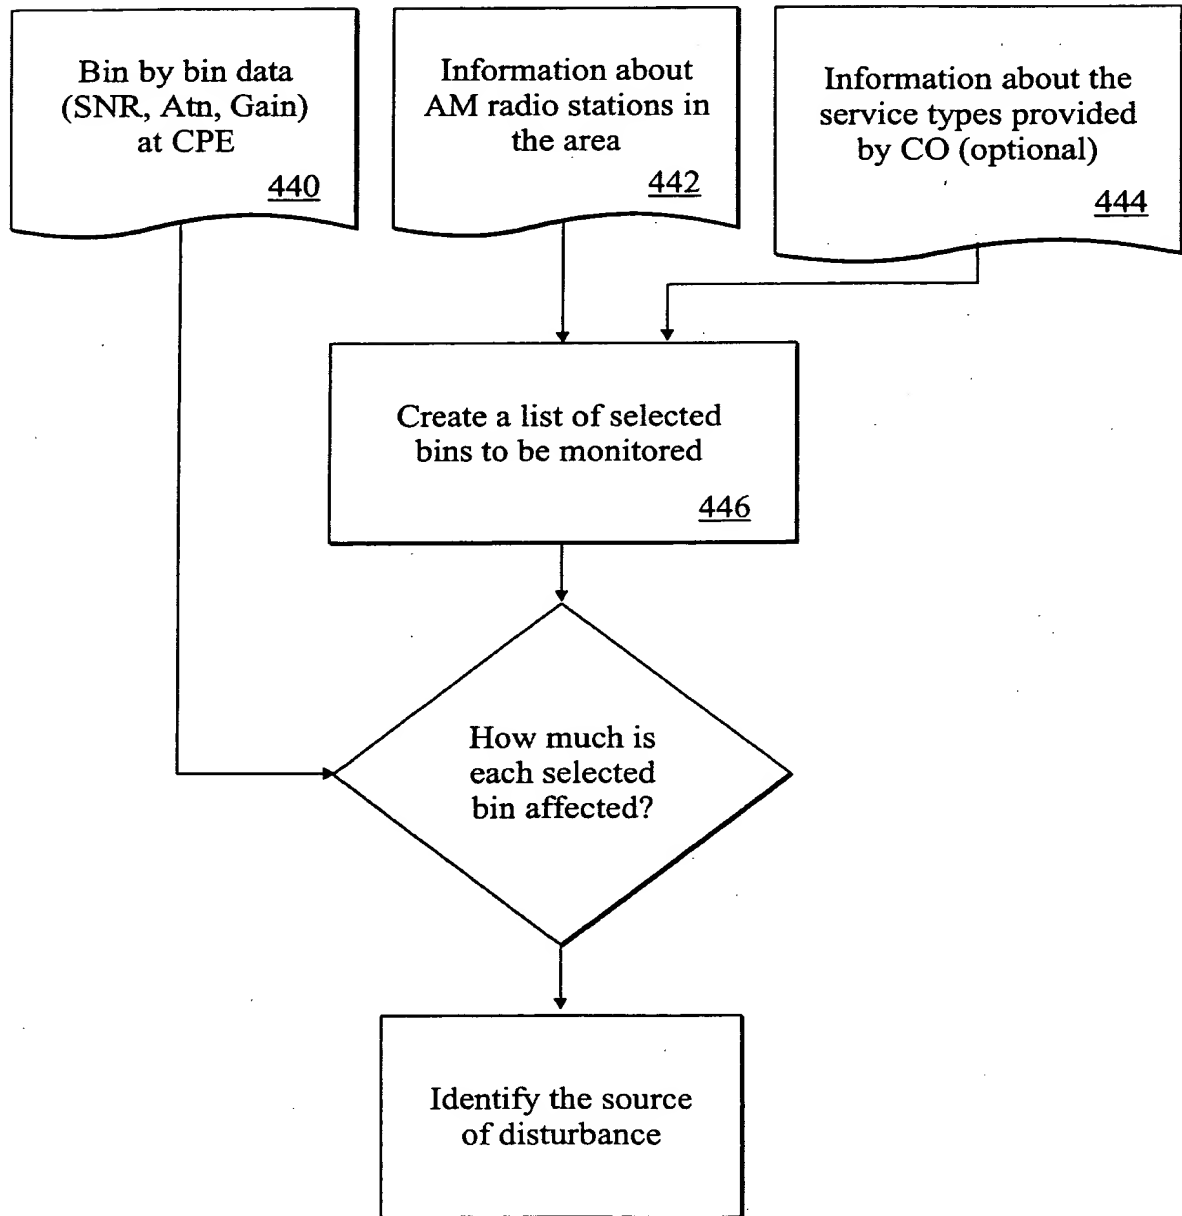 Bin by bin data
(SNR, Atn, Gain)
at CPE
440
Information about
AM radio stations in
the area
442
Information about the
service types provided
by CO (optional)
444
Create a list of selected
bins to be monitored
446
How much is
each selected
bin affected?
Identify the source
of disturbance